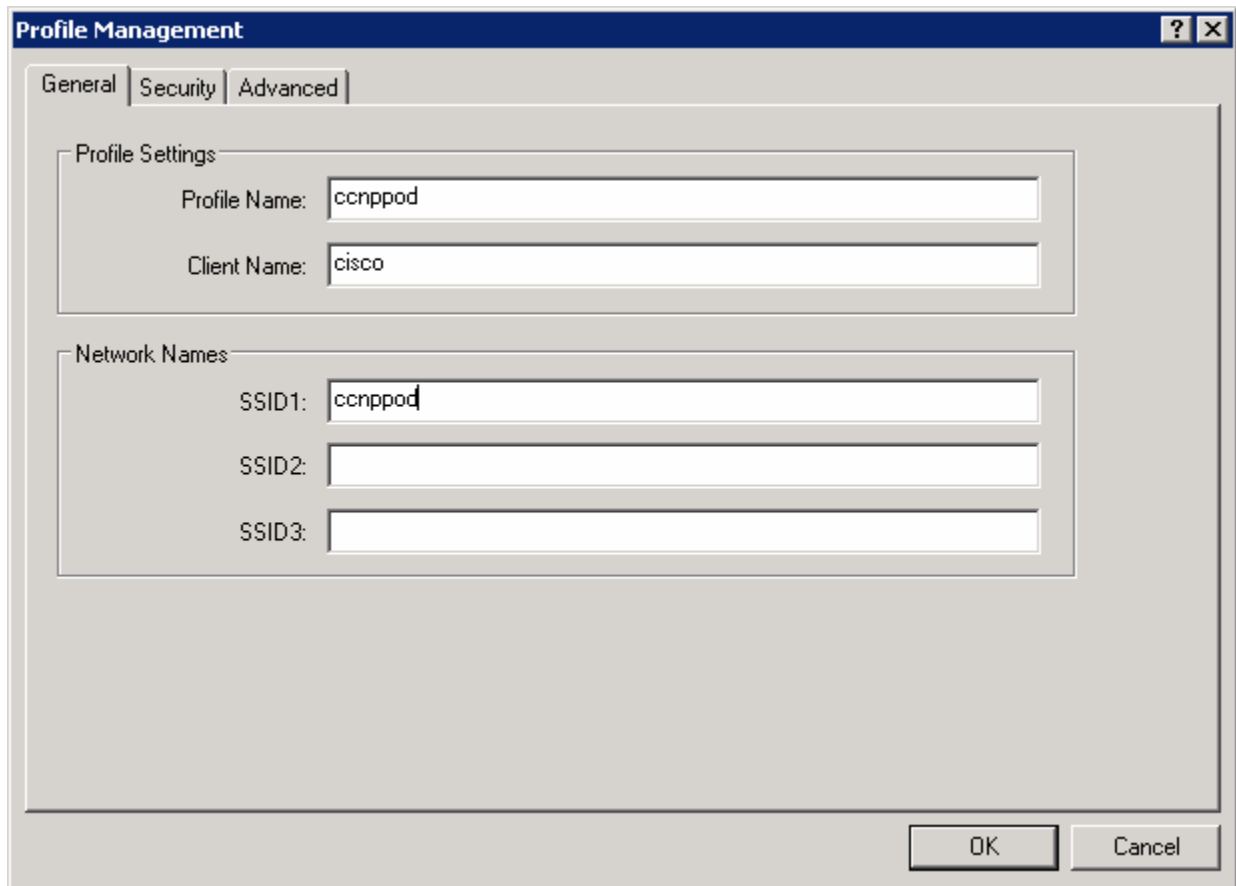 Profile Management
General Security Advanced
Profile Settings
Profile Name: ccnppod
Client Name: cisco
Network Names
SSID1: ccnppod
SSID2:
SSID3:
OK Cancel